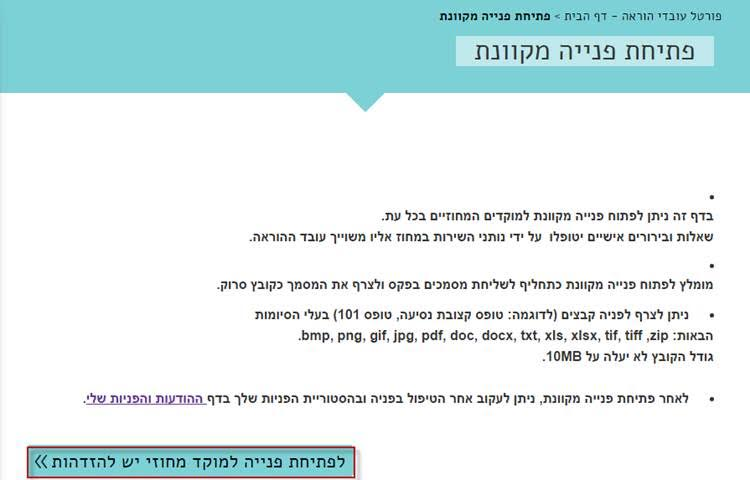 פורטל עובדי הוראה - דף הבית > פתיחת פנייה מקוונת
פתיחת פנייה מקוונת
•
בדף זה ניתן לפתוח פנייה מקוונת למוקדים המחוזיים בכל עת.
שאלות ובירורים אישיים יטופלו על ידי נותני השירות במחוז אליו משוייך עובד ההוראה.
•
מומלץ לפתוח פנייה מקוונת כתחליף לשליחת מסמכים בפקס ולצרף את המסמך כקובץ סרוק.
• ניתן לצרף לפניה קבצים (לדוגמה: טופס קצובת נסיעה, טופס 101) בעלי הסיומות
הבאות: bmp, png, gif, jpg, pdf, doc, docx, txt, xls, xlsx, tif, tiff ,zip.
גודל הקובץ לא יעלה על 10MB.
• לאחר פתיחת פנייה מקוונת, ניתן לעקוב אחר הטיפול בפניה ובהסטוריית הפניות שלך בדף ההודעות והפניות שלי.
לפתיחת פנייה למוקד מחוזי יש להזדהות »